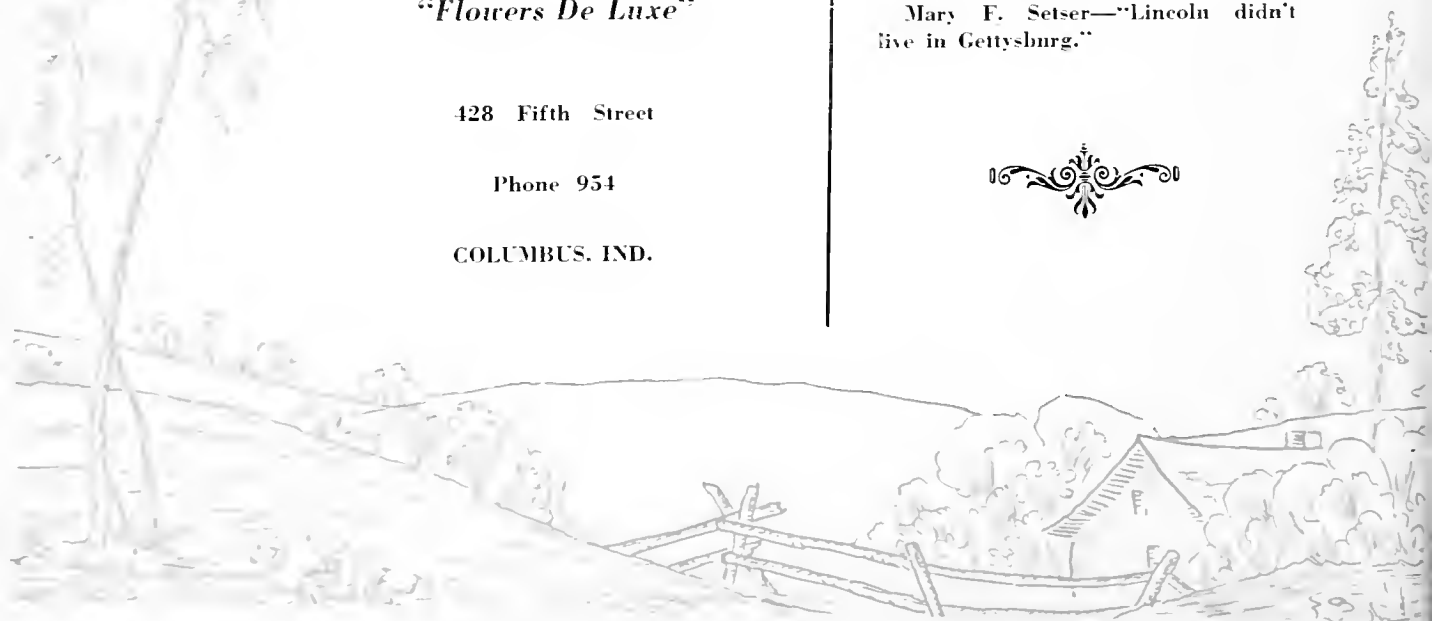 “Flowers De Luxe”
428 Fifth Street
Phone 954
COLUMBUS, IND.
Mary F. Setser—“Lincoln didn't
live in Gettysburg.”